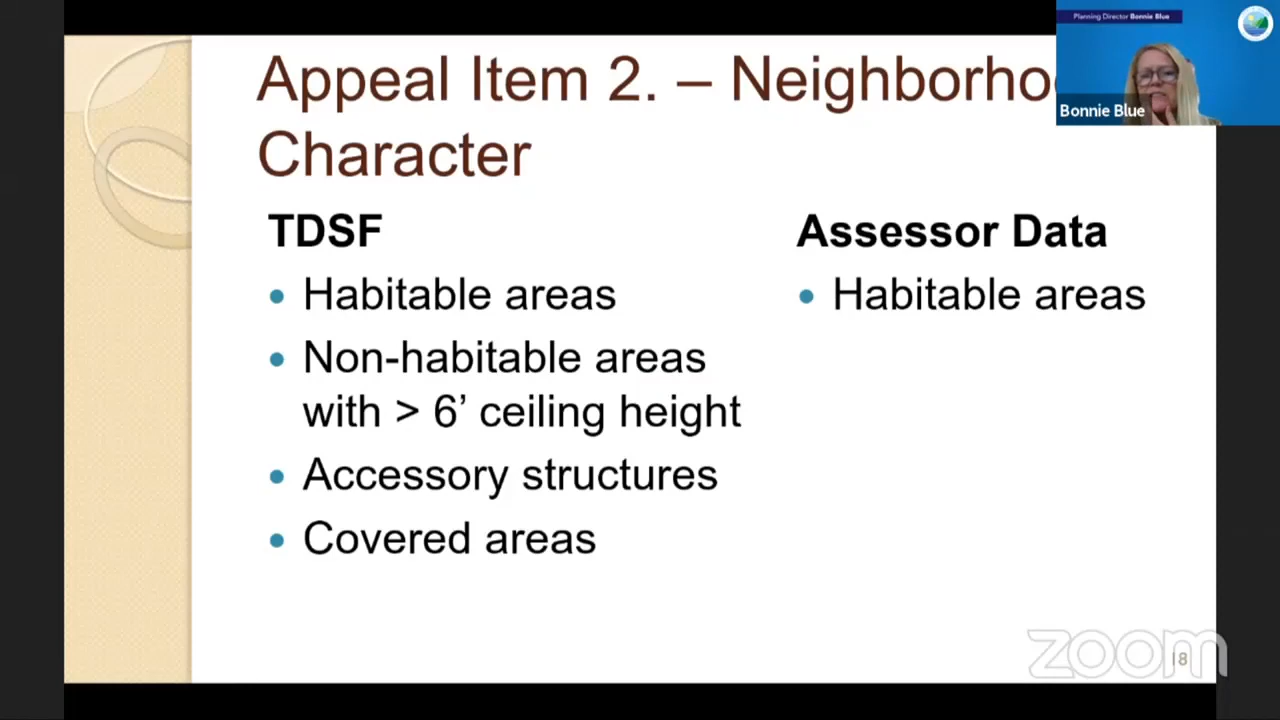 Planning Director Bonnie Blue
Bonnie Blue
Appeal Item 2. – Neighborho
Character
TDSF
• Habitable areas
• Non-habitable areas
with > 6’ ceiling height
• Accessory structures
• Covered areas
Assessor Data
• Habitable areas
zoom
18